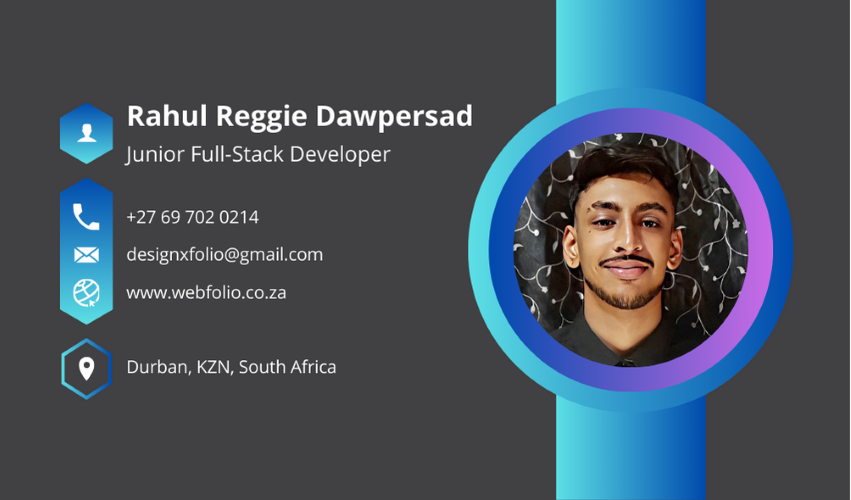 Rahul Reggie Dawpersad
Junior Full-Stack Developer
+27 69 702 0214
designxfolio@gmail.com
www.webfolio.co.za
Durban, KZN, South Africa